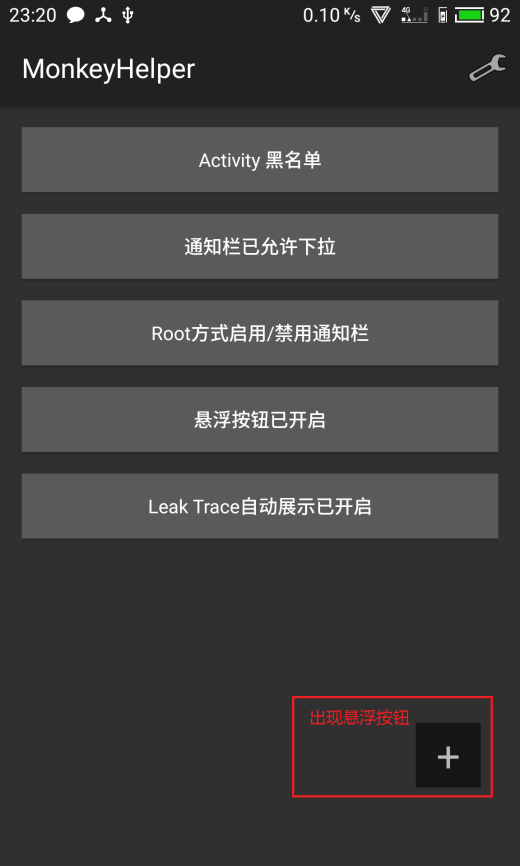 23:20 0.10 K/s 4G 92
MonkeyHelper
Activity 黑名单
通知栏已允许下拉
Root方式启用/禁用通知栏
悬浮按钮已开启
Leak Trace自动展示已开启
出现悬浮按钮
+